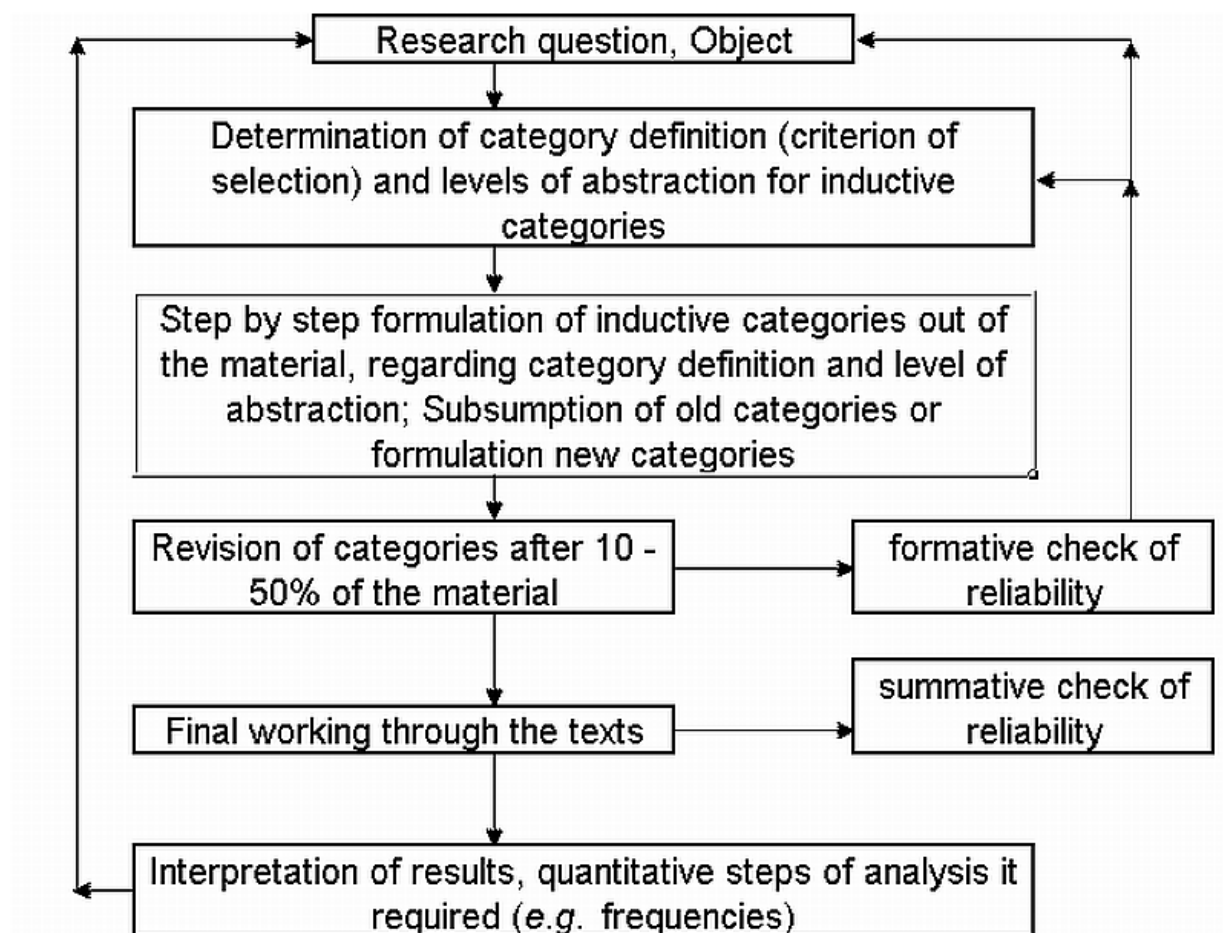 Research question, Object
Determination of category definition (criterion of
selection) and levels of abstraction for inductive
categories
Step by step formulation of inductive categories out of
the material, regarding category definition and level of
abstraction; Subsumption of old categories or
formulation new categories
Revision of categories after 10 -
50% of the material
formative check of
reliability
summative check of
reliability
Final working through the texts
Interpretation of results, quantitative steps of analysis it
required (e.g. frequencies)